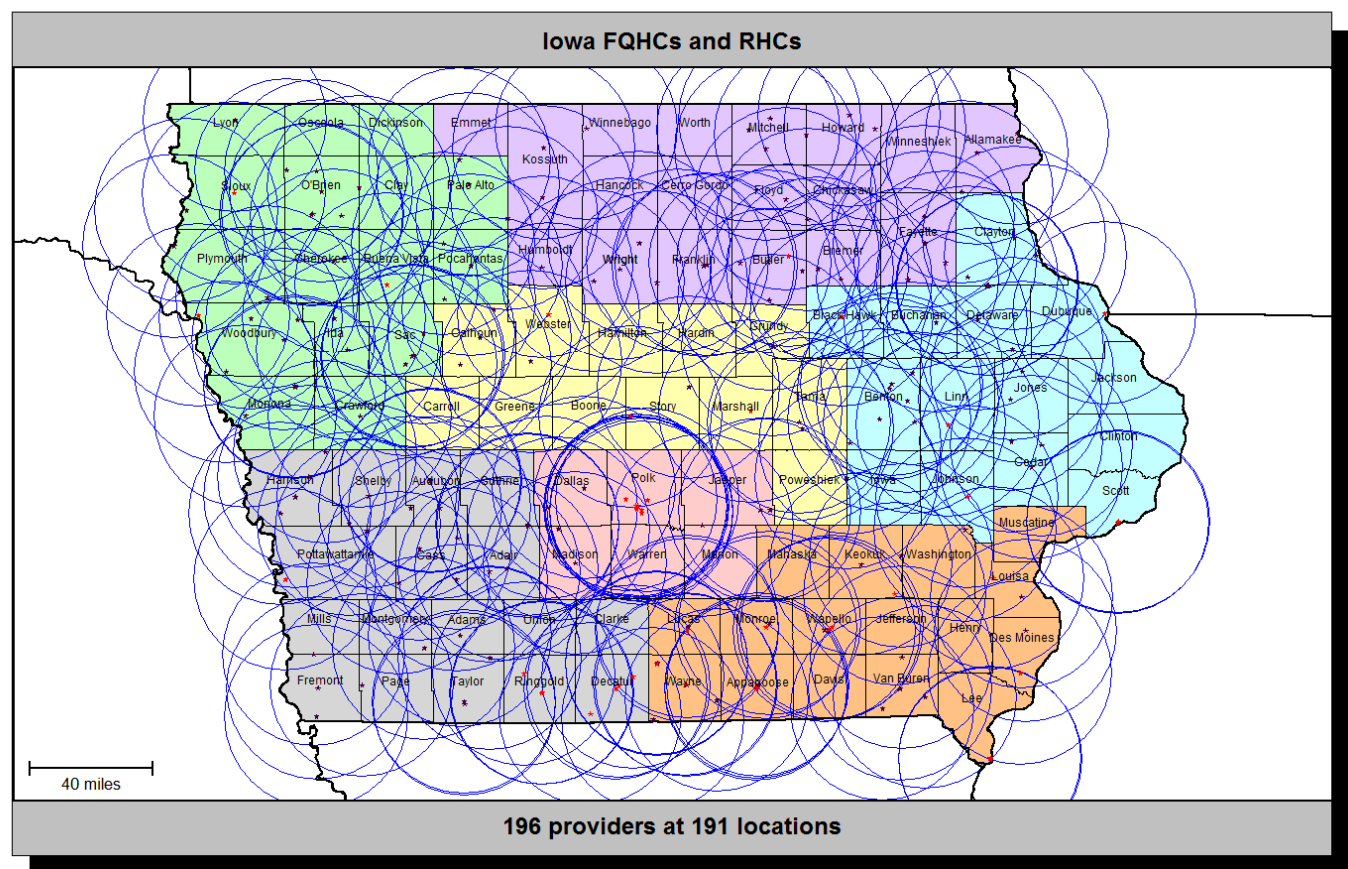 Iowa FQHCs and RHCs
Lyon Osceola Dickinson Emmet Winnebago Worth Mitchell Howard Winneshiek Allamakee
Kossuth
Sioux O'Brien Clay Palo Alto Hancock Cerro Gordo Floyd Chickasaw
Fayette Clayton
Plymouth Cherokee Buena Vista Pocahontas Humboldt Wright Franklin Butler Bremer
Woodbury Ida Sac Calhoun Webster Hamilton Hardin Grundy Black Hawk Buchanan Delaware Dubuque
Jackson
Monona Crawford Carroll Greene Boone Story Marshall Tama Benton Linn Jones
Clinton
Cedar
Harrison Shelby Audubon Guthrie Dallas Polk Jasper Poweshiek Iowa Johnson Scott
Muscatine
Pottawattamie Cass Adair Madison Warren Marion Mahaska Keokuk Washington
Louisa
Mills Montgomery Adams Union Clarke Lucas Monroe Wapello Jefferson Henry Des Moines
Fremont Page Taylor Ringgold Decatur Wayne Appanoose Davis Van Buren Lee
40 miles
196 providers at 191 locations